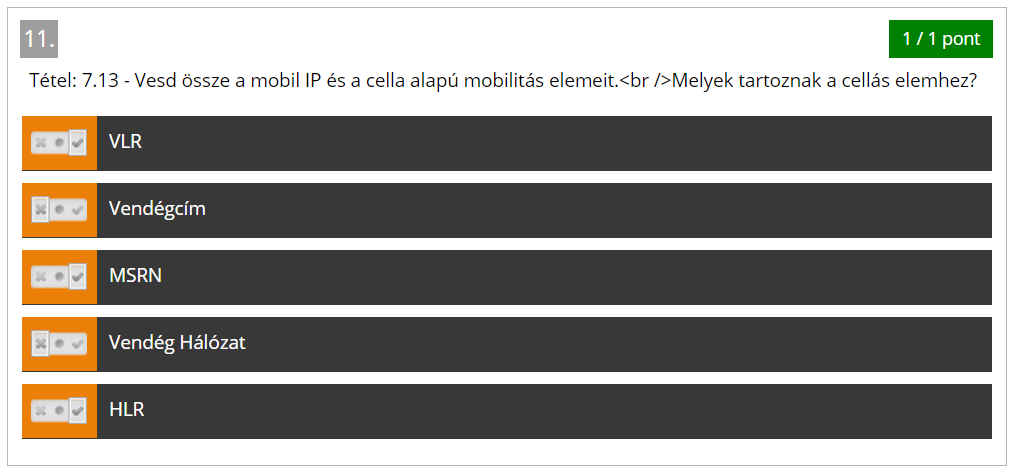 11.
1 / 1 pont
Tétel: 7.13 - Vesd össze a mobil IP és a cella alapú mobilitás elemeit.<br />Melyek tartoznak a cellás elemhez?
VLR
Vendégcím
MSRN
Vendég Hálózat
HLR